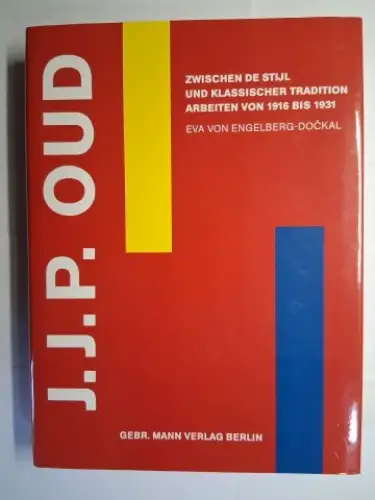 J.J.P. OUD
ZWISCHEN DE STIJL
UND KLASSISCHER TRADITION
ARBEITEN VON 1916 BIS 1931
EVA VON ENGELBERG-DOČKAL
GEBR. MANN VERLAG BERLIN